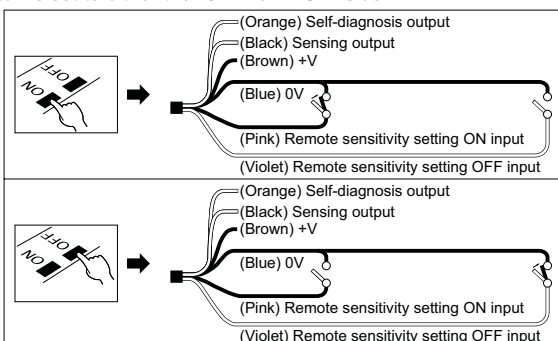 (Orange) Self-diagnosis output
(Black) Sensing output
(Brown) +V
OFF
ON
(Blue) 0V
(Pink) Remote sensitivity setting ON input
(Violet) Remote sensitivity setting OFF input
(Orange) Self-diagnosis output
(Black) Sensing output
(Brown) +V
OFF
ON
(Blue) 0V
(Pink) Remote sensitivity setting ON input
(Violet) Remote sensitivity setting OFF input